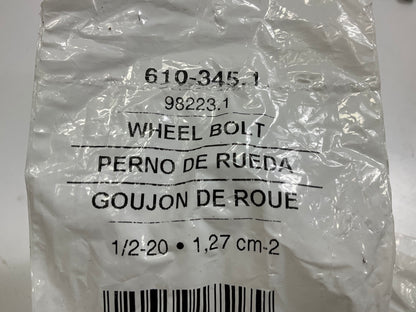 610-345.1
98223.1
WHEEL BOLT
PERNO DE RUEDA
GOUJON DE ROUE
1/2-20 • 1,27 cm-2